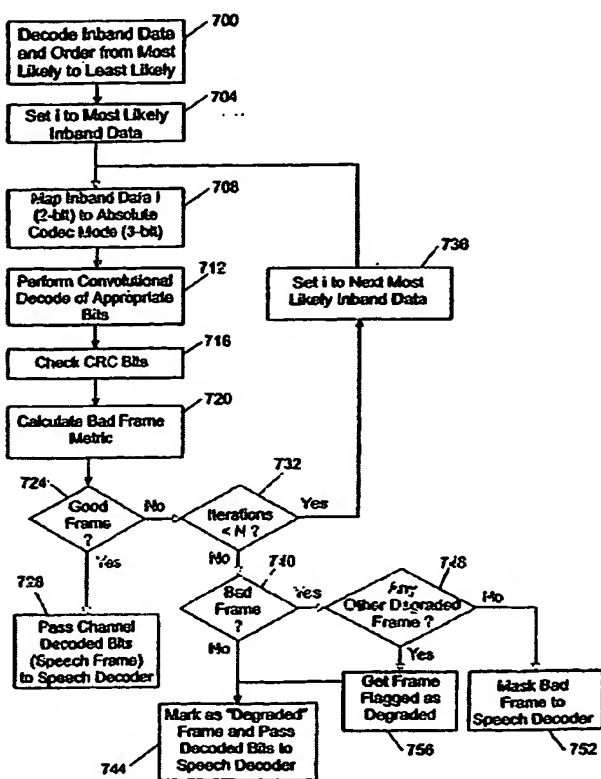 700
Decode Inband Data
and Order from Most
Likely to Least Likely
704
Set i to Most Likely
Inband Data
708
Map Inband Data i
(2-bit) to Absolute
Codec Mode (3-bit)
712
Perform Convolutional
Decode of Appropriate
Bits
716
Check CRC Bits
720
Calculate Bad Frame
Metric
736
Set i to Next Most
Likely Inband Data
724
Good
Frame
?
No
Yes
732
Iterations
< N ?
Yes
No
728
Pass Channel
Decoded Bits
(Speech Frame)
to Speech Decoder
740
Bad
Frame
?
Yes
No
748
Any
Other Degraded
Frame ?
No
Yes
Get Frame
Flagged as
Degraded
756
Mask Bad
Frame to
Speech Decoder
752
Mark as "Degraded"
Frame and Pass
Decoded Bits to
Speech Decoder
744